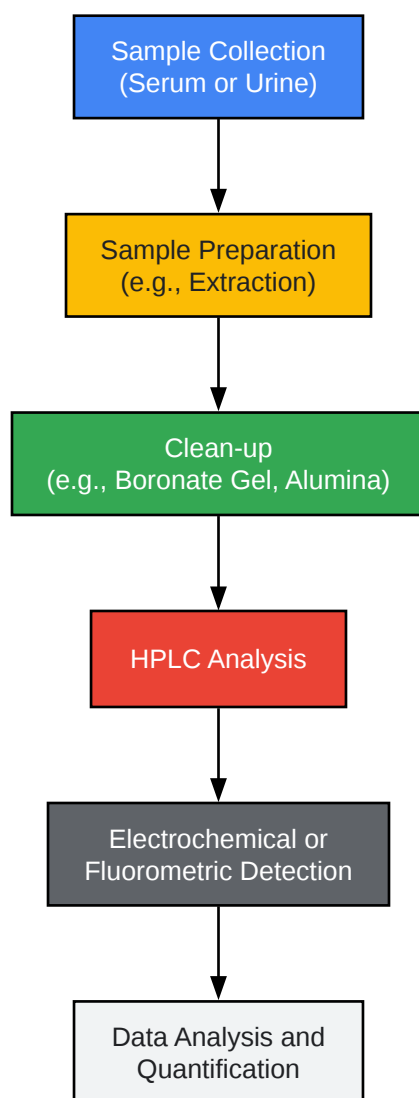 Sample Collection
(Serum or Urine)
Sample Preparation
(e.g., Extraction)
Clean-up
(e.g., Boronate Gel, Alumina)
HPLC Analysis
Electrochemical or
Fluorometric Detection
Data Analysis and
Quantification